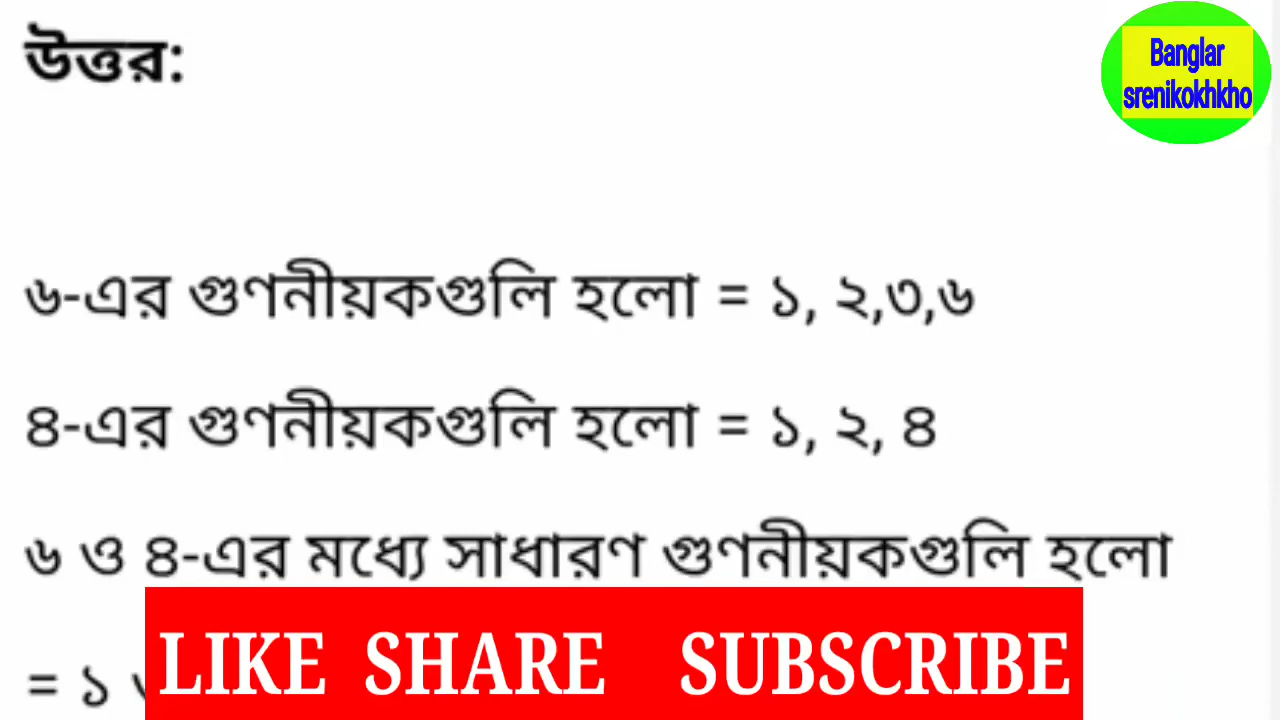 উত্তর:
Banglar
srenikokhkho
৬-এর গুণনীয়কগুলি হলো = ১, ২,৩,৬
৪-এর গুণনীয়কগুলি হলো = ১, ২, ৪
৬ ও ৪-এর মধ্যে সাধারণ গুণনীয়কগুলি হলো
= ১
LIKE SHARE SUBSCRIBE